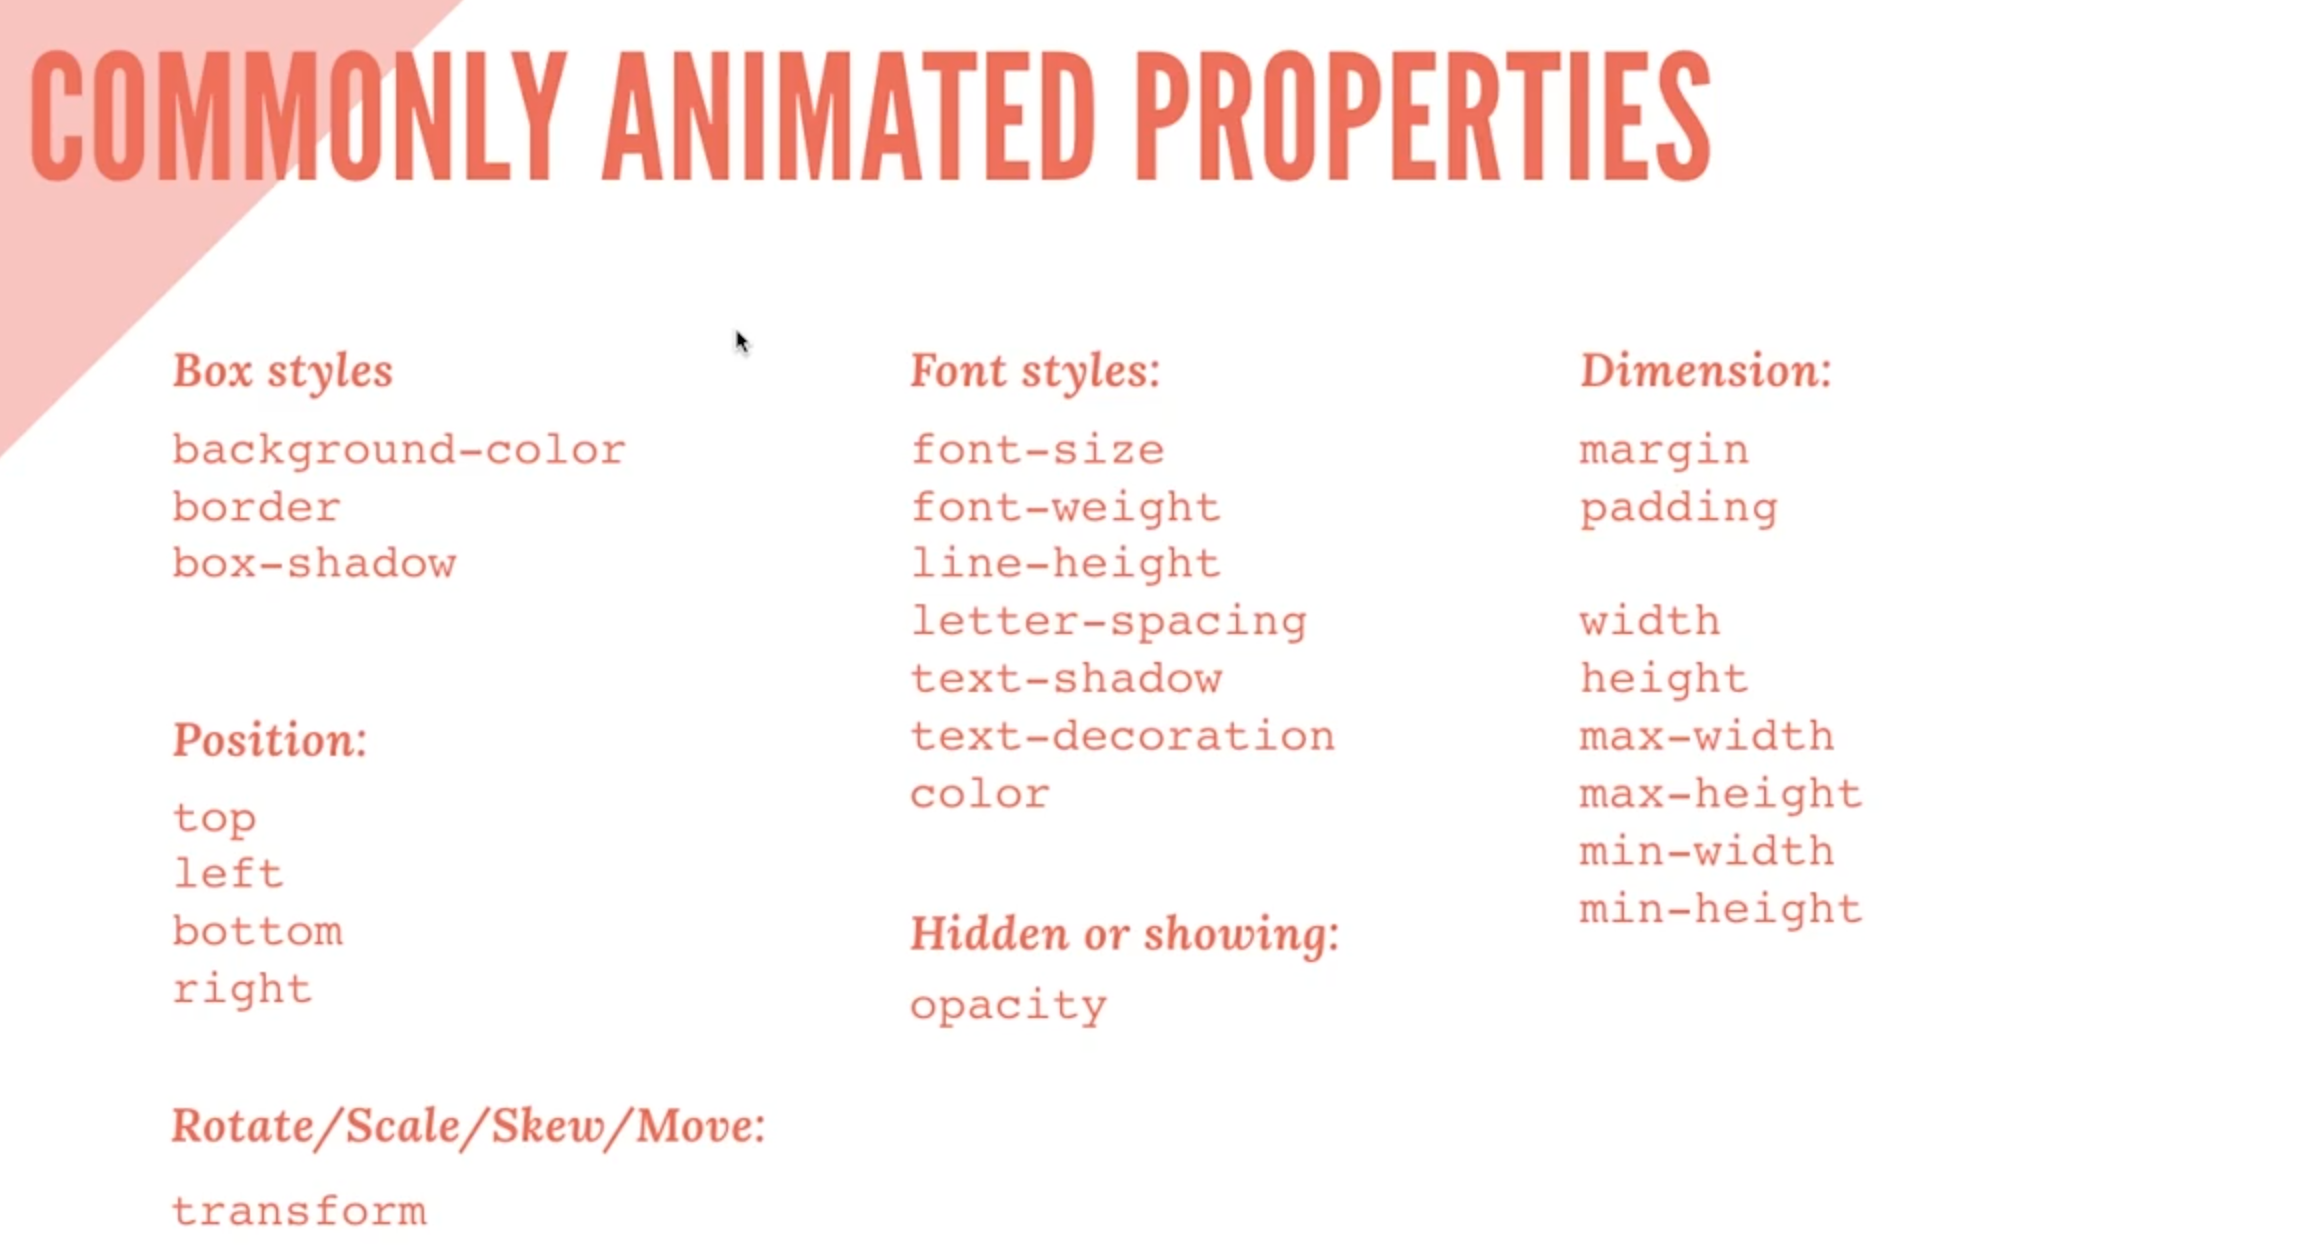 COMMONLY ANIMATED PROPERTIES
Box styles
background-color
border
box-shadow
Position:
top
left
bottom
right
Rotate/Scale/Skew/Move:
transform
Font styles:
font-size
font-weight
line-height
letter-spacing
text-shadow
text-decoration
color
Hidden or showing:
opacity
Dimension:
margin
padding
width
height
max-width
max-height
min-width
min-height